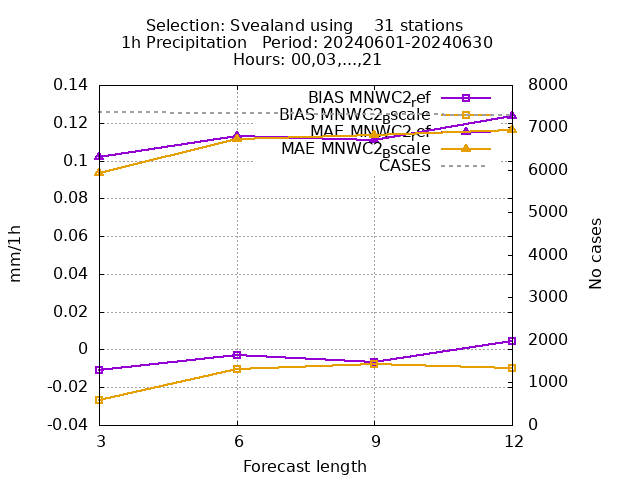 Selection: Svealand using    31 stations
1h Precipitation   Period: 20240601-20240630
Hours: 00,03,...,21
BIAS MNWC2_ref
BIAS MNWC2_Bscale
MAE MNWC2_ref
MAE MNWC2_Bscale
CASES
0.14
0.12
0.1
0.08
0.06
0.04
0.02
0
-0.02
-0.04
mm/1h
8000
7000
6000
5000
4000
3000
2000
1000
0
No cases
3 6 9 12
Forecast length